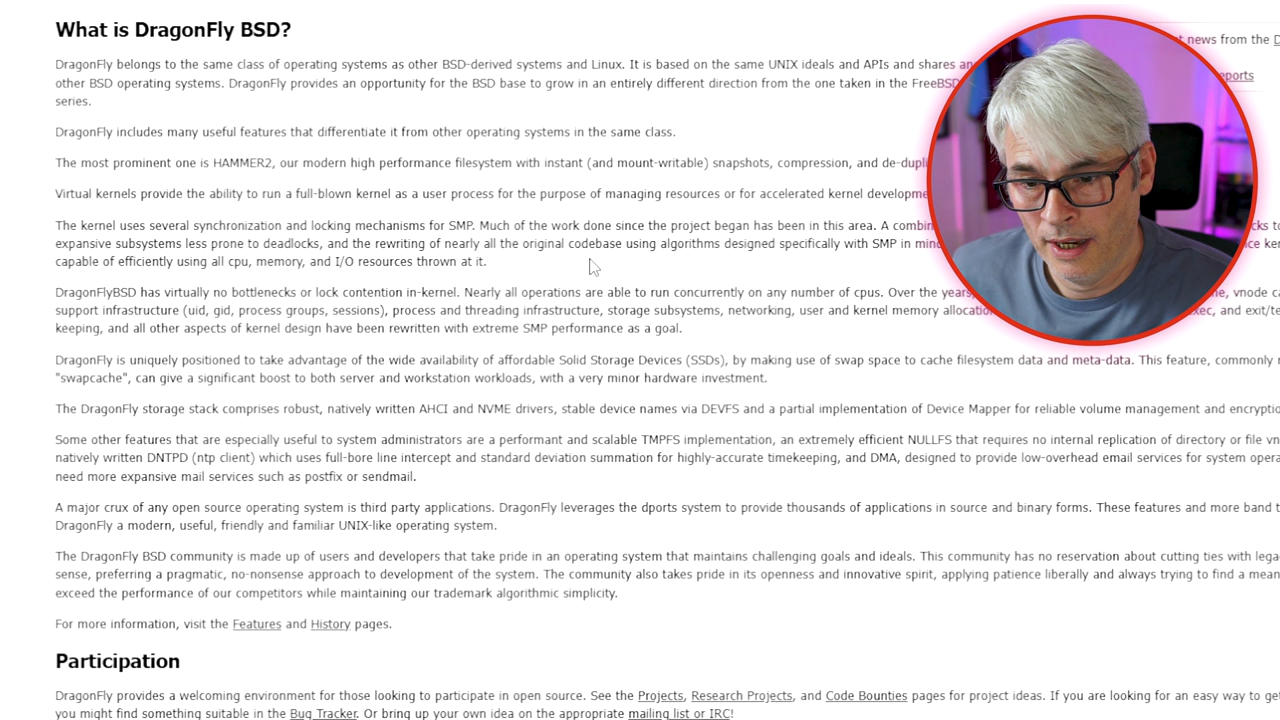 What is DragonFly BSD?
t news from the D
DragonFly belongs to the same class of operating systems as other BSD-derived systems and Linux. It is based on the same UNIX ideals and APIs and shares an
other BSD operating systems. DragonFly provides an opportunity for the BSD base to grow in an entirely different direction from the one taken in the FreeBSD
eports
series.
DragonFly includes many useful features that differentiate it from other operating systems in the same class.
The most prominent one is HAMMER2, our modern high performance filesystem with instant (and mount-writable) snapshots, compression, and de-dupli
Virtual kernels provide the ability to run a full-blown kernel as a user process for the purpose of managing resources or for accelerated kernel developme
The kernel uses several synchronization and locking mechanisms for SMP. Much of the work done since the project began has been in this area. A combin cks to
expansive subsystems less prone to deadlocks, and the rewriting of nearly all the original codebase using algorithms designed specifically with SMP in mind ce ker
capable of efficiently using all cpu, memory, and I/O resources thrown at it.
DragonFlyBSD has virtually no bottlenecks or lock contention in-kernel. Nearly all operations are able to run concurrently on any number of cpus. Over the years, he, vnode ca
support infrastructure (uid, gid, process groups, sessions), process and threading infrastructure, storage subsystems, networking, user and kernel memory allocatio exec, and exit/te
keeping, and all other aspects of kernel design have been rewritten with extreme SMP performance as a goal.
DragonFly is uniquely positioned to take advantage of the wide availability of affordable Solid Storage Devices (SSDs), by making use of swap space to cache filesystem data and meta-data. This feature, commonly r
"swapcache", can give a significant boost to both server and workstation workloads, with a very minor hardware investment.
The DragonFly storage stack comprises robust, natively written AHCI and NVME drivers, stable device names via DEVFS and a partial implementation of Device Mapper for reliable volume management and encryptio
Some other features that are especially useful to system administrators are a performant and scalable TMPFS implementation, an extremely efficient NULLFS that requires no internal replication of directory or file vn
natively written DNTPD (ntp client) which uses full-bore line intercept and standard deviation summation for highly-accurate timekeeping, and DMA, designed to provide low-overhead email services for system opera
need more expansive mail services such as postfix or sendmail.
A major crux of any open source operating system is third party applications. DragonFly leverages the dports system to provide thousands of applications in source and binary forms. These features and more band t
DragonFly a modern, useful, friendly and familiar UNIX-like operating system.
The DragonFly BSD community is made up of users and developers that take pride in an operating system that maintains challenging goals and ideals. This community has no reservation about cutting ties with lega
sense, preferring a pragmatic, no-nonsense approach to development of the system. The community also takes pride in its openness and innovative spirit, applying patience liberally and always trying to find a mean
exceed the performance of our competitors while maintaining our trademark algorithmic simplicity.
For more information, visit the Features and History pages.
Participation
DragonFly provides a welcoming environment for those looking to participate in open source. See the Projects, Research Projects, and Code Bounties pages for project ideas. If you are looking for an easy way to get
you might find something suitable in the Bug Tracker. Or bring up your own idea on the appropriate mailing list or IRC!